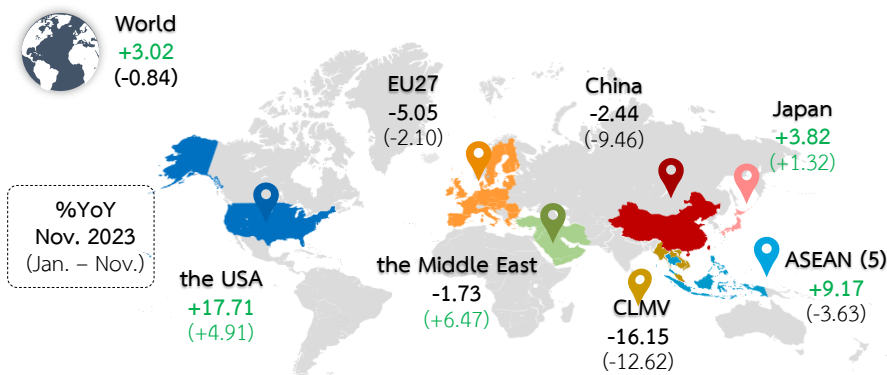 World
+3.02
(-0.84)
EU27
-5.05
(-2.10)
China
-2.44
(-9.46)
Japan
+3.82
(+1.32)
%YoY
Nov. 2023
(Jan. – Nov.)
the USA
+17.71
(+4.91)
the Middle East
-1.73
(+6.47)
CLMV
-16.15
(-12.62)
ASEAN (5)
+9.17
(-3.63)